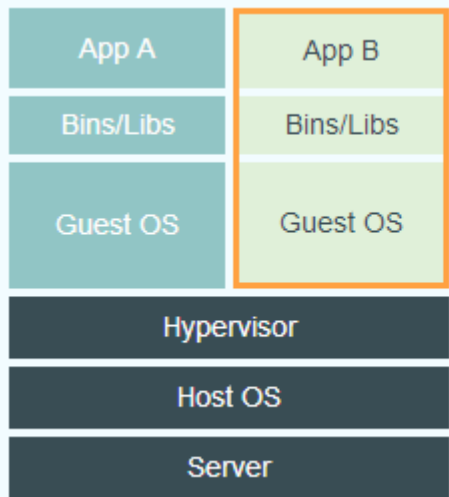 App A
App B
Bins/Libs
Bins/Libs
Guest OS
Guest OS
Hypervisor
Host OS
Server